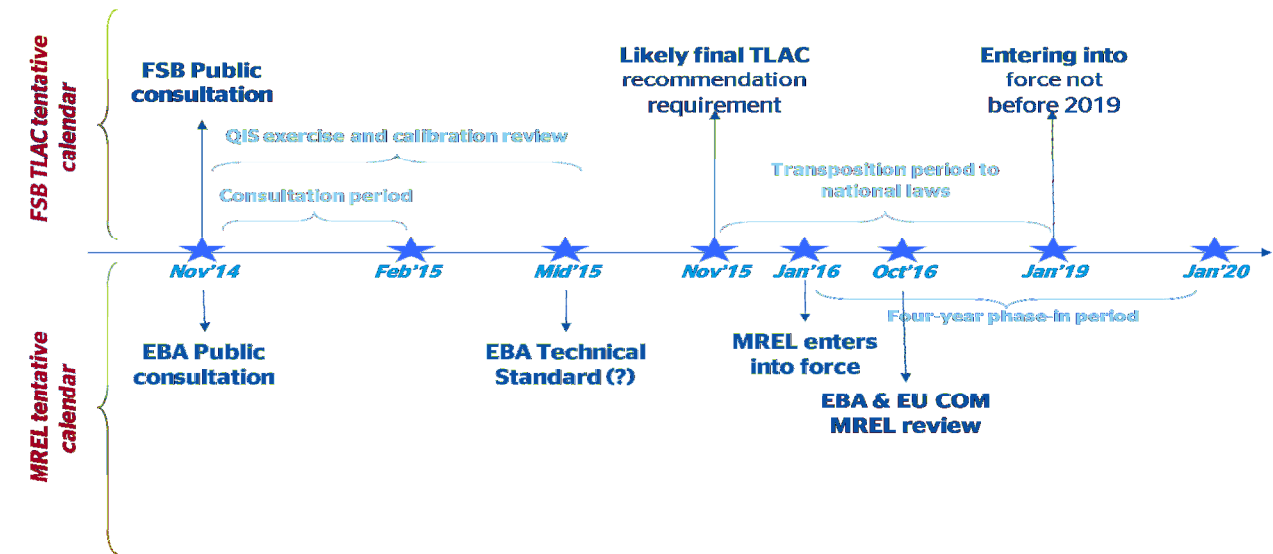 FSB TLAC tentative
calendar
FSB Public
consultation
Likely final TLAC
recommendation
requirement
Entering into
force not
before 2019
QIS exercise and calibration review
Consultation period
Transposition period to
national laws
Nov'14
Feb'15
Mid'15
Nov'15
Jan'16
Oct'16
Jan'19
Jan'20
MREL tentative
calendar
Four-year phase-in period
EBA Public
consultation
EBA Technical
Standard (?)
MREL enters
into force
EBA & EU COM
MREL review